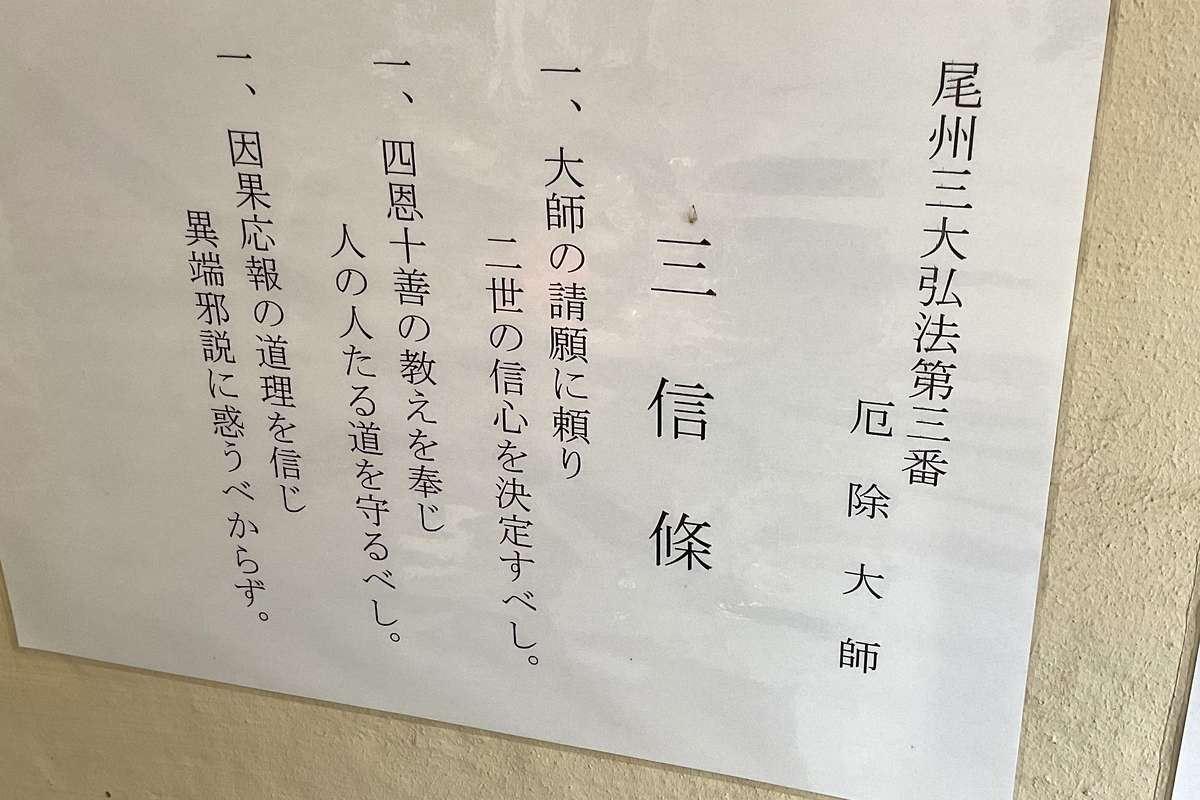 尾州三大弘法第三番
厄除大師
三信條
一、大師の請願に頼り
二世の信心を決定すべし。
一、四恩十善の教えを奉じ
人の人たる道を守るべし。
一、因果応報の道理を信じ
異端邪説に惑うべからず。